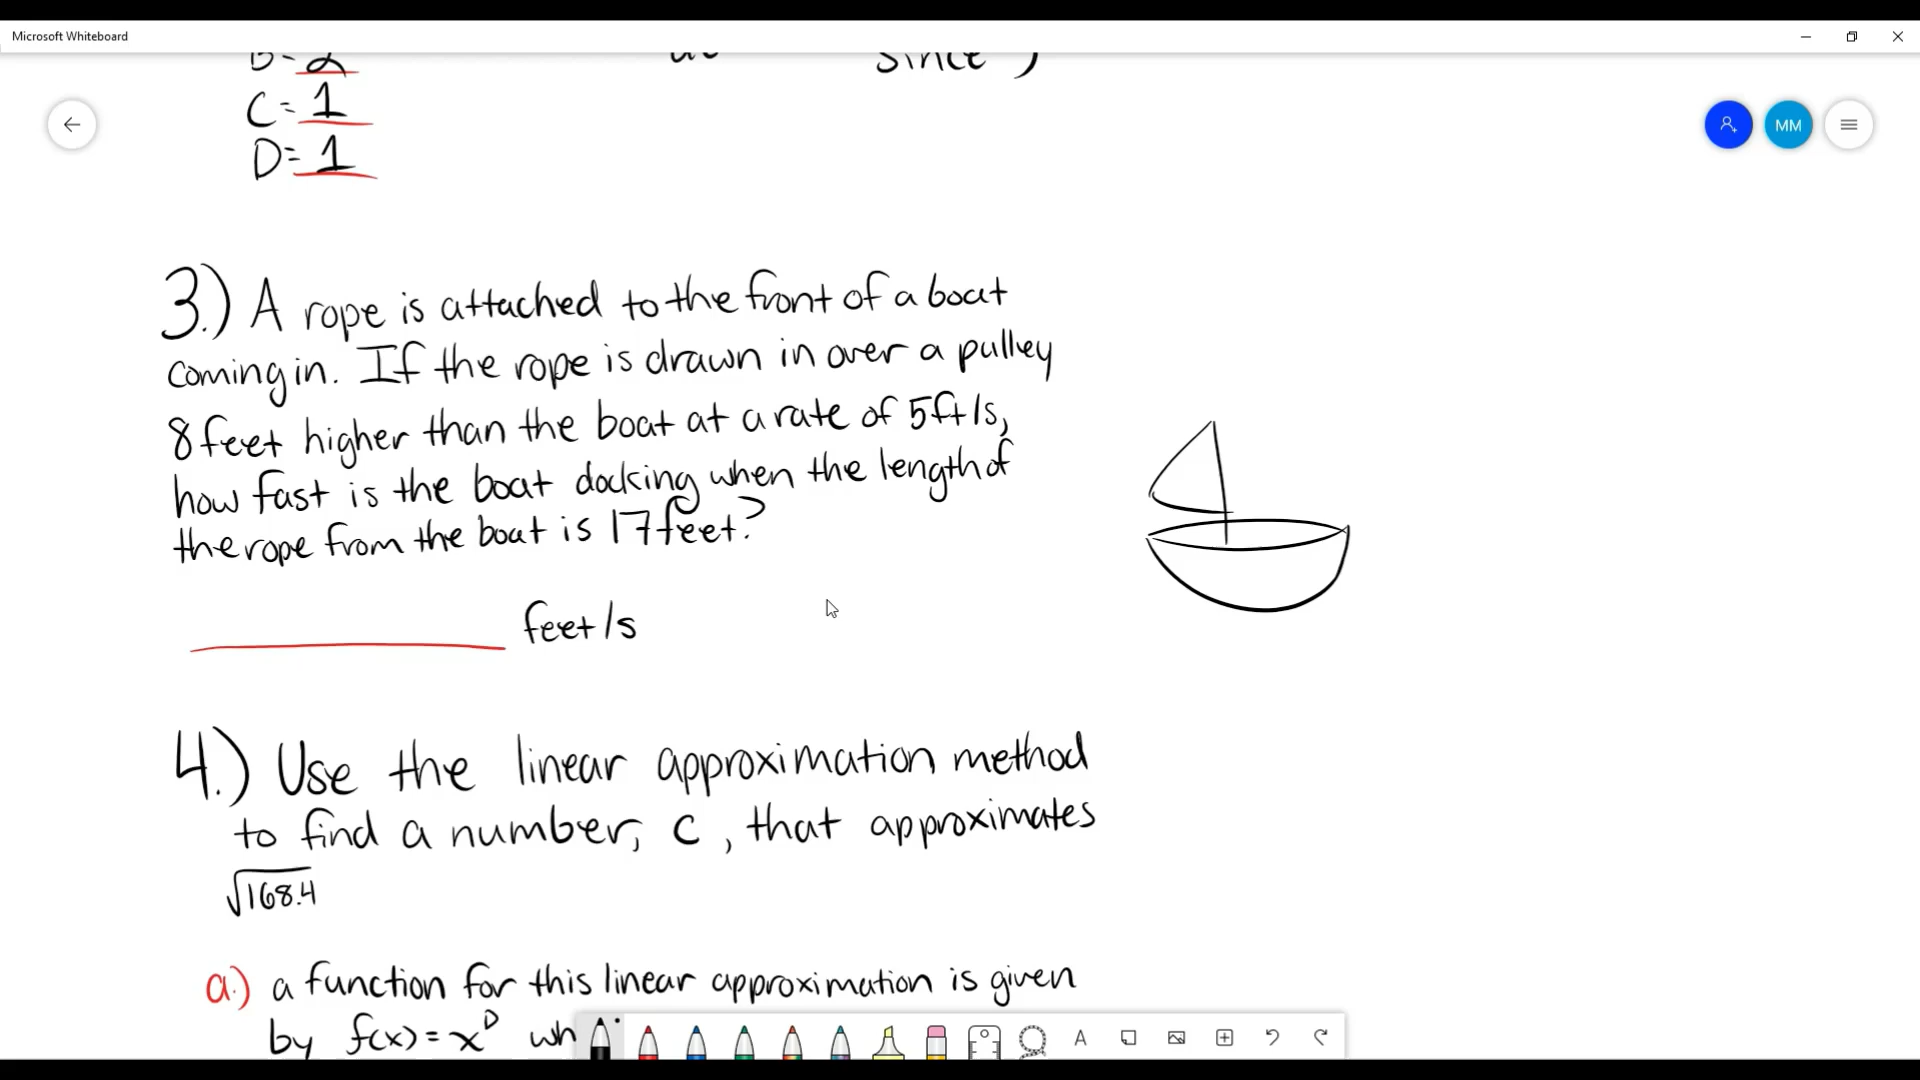 Microsoft Whiteboard
since )
B=2
C=1
D=1
MM
3.) A rope is attached to the front of a boat
coming in. If the rope is drawn in over a pulley
8 feet higher than the boat at a rate of 5ft/s,
how fast is the boat docking when the length of
the rope from the boat is 17 feet?
feet/s
4.) Use the linear approximation method
to find a number, c, that approximates
√168.4
a.) a function for this linear approximation is given
by f(x)=x^D wh
A